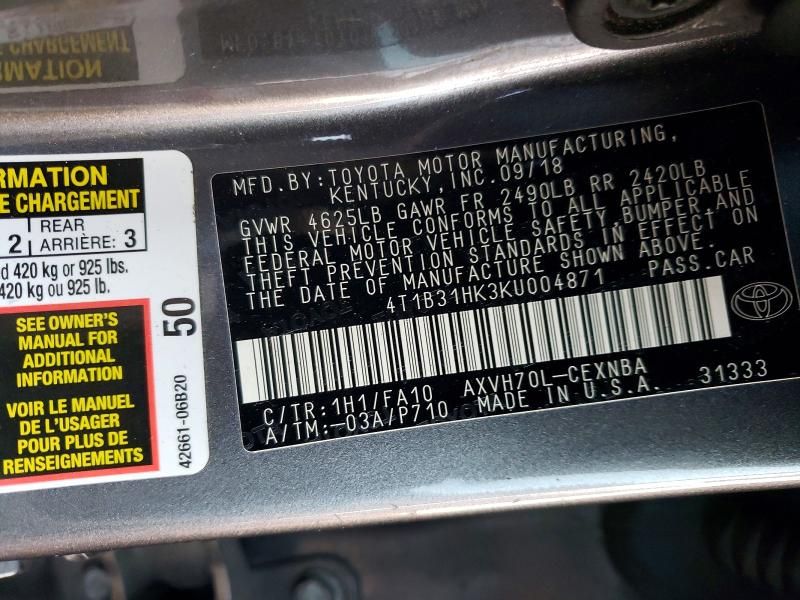 RMATION
E CHARGEMENT
2 | REAR ARRIÈRE: 3
d 420 kg or 925 lbs.
420 kg ou 925 lb.
SEE OWNER'S
MANUAL FOR
ADDITIONAL
INFORMATION
VOIR LE MANUEL
DE L'USAGER
POUR PLUS DE
RENSEIGNEMENTS
42661-06B20
50
MFD.BY:TOYOTA MOTOR MANUFACTURING,
KENTUCKY,INC.09/18
GVWR 4625LB GAWR FR 2490LB RR 2420LB
THIS VEHICLE CONFORMS TO ALL APPLICABLE
FEDERAL MOTOR VEHICLE SAFETY,BUMPER AND
THEFT PREVENTION STANDARDS IN EFFECT ON
THE DATE OF MANUFACTURE SHOWN ABOVE.
4T1B31HK3KU004871 PASS.CAR
C/TR:1H1/FA10 AXVH70L-CEXNBA
A/TM:-03A/P710 MADE IN U.S.A. 31333